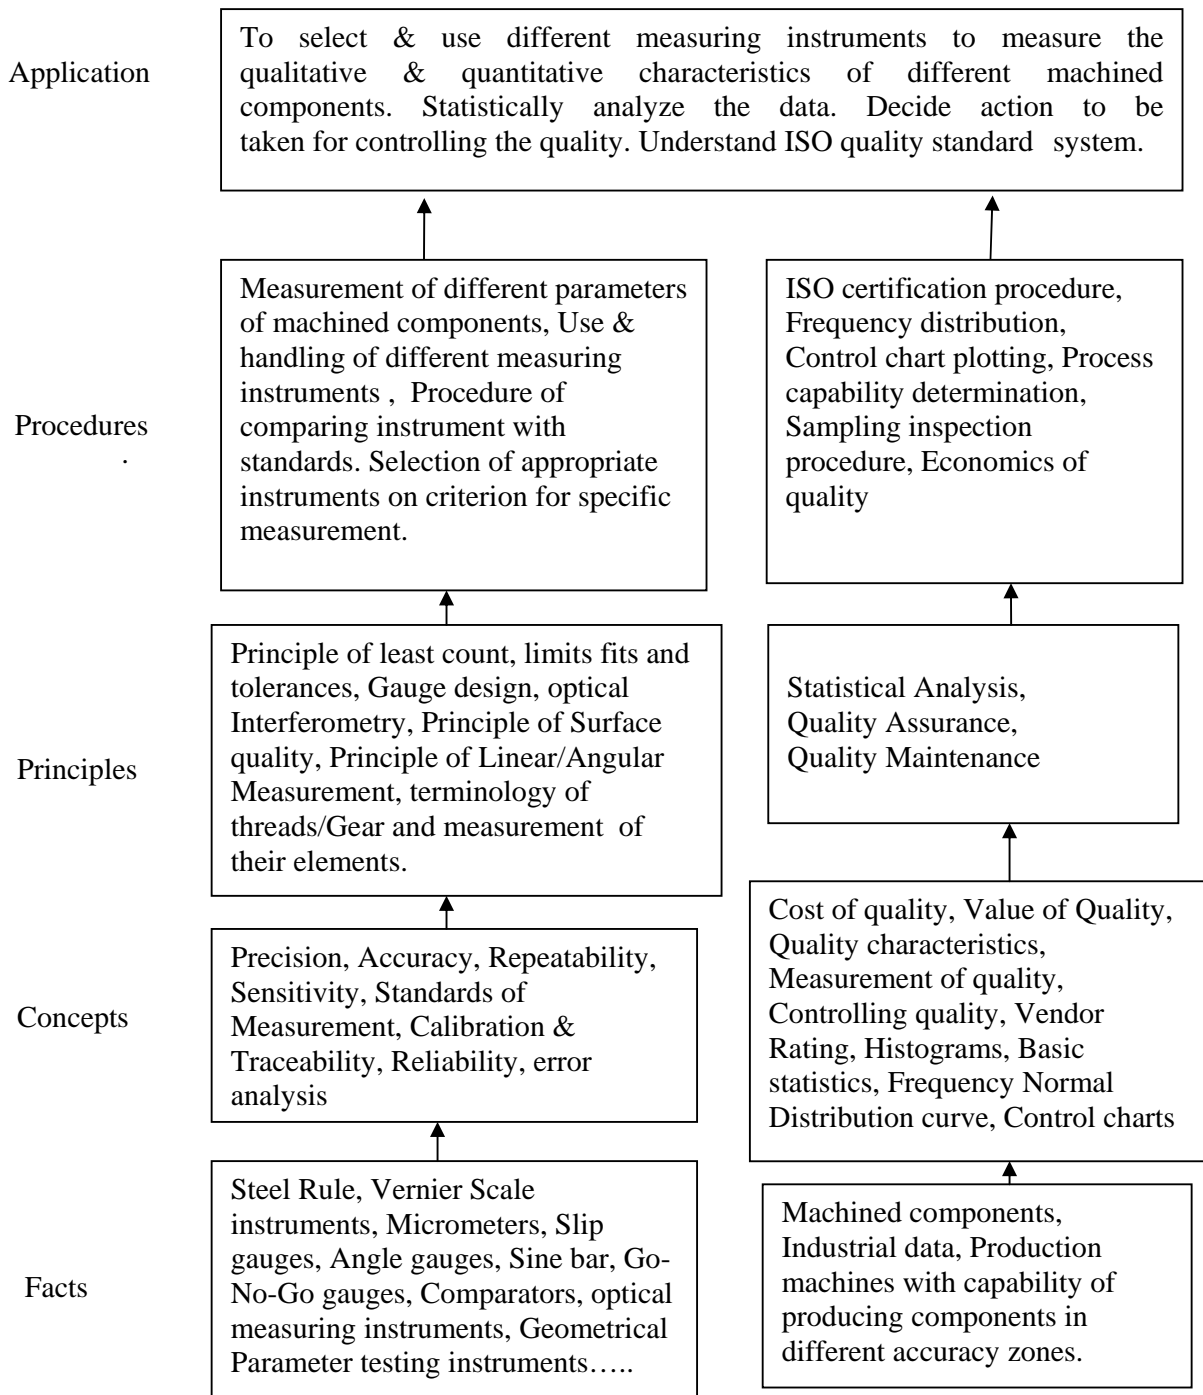 Application
To select & use different measuring instruments to measure the
qualitative & quantitative characteristics of different machined
components. Statistically analyze the data. Decide action to be
taken for controlling the quality. Understand ISO quality standard system.
Procedures
.
Measurement of different parameters
of machined components, Use &
handling of different measuring
instruments , Procedure of
comparing instrument with
standards. Selection of appropriate
instruments on criterion for specific
measurement.
ISO certification procedure,
Frequency distribution,
Control chart plotting, Process
capability determination,
Sampling inspection
procedure, Economics of
quality
Principles
Principle of least count, limits fits and
tolerances, Gauge design, optical
Interferometry, Principle of Surface
quality, Principle of Linear/Angular
Measurement, terminology of
threads/Gear and measurement of
their elements.
Statistical Analysis,
Quality Assurance,
Quality Maintenance
Concepts
Precision, Accuracy, Repeatability,
Sensitivity, Standards of
Measurement, Calibration &
Traceability, Reliability, error
analysis
Cost of quality, Value of Quality,
Quality characteristics,
Measurement of quality,
Controlling quality, Vendor
Rating, Histograms, Basic
statistics, Frequency Normal
Distribution curve, Control charts
Facts
Steel Rule, Vernier Scale
instruments, Micrometers, Slip
gauges, Angle gauges, Sine bar, Go-
No-Go gauges, Comparators, optical
measuring instruments, Geometrical
Parameter testing instruments…..
Machined components,
Industrial data, Production
machines with capability of
producing components in
different accuracy zones.